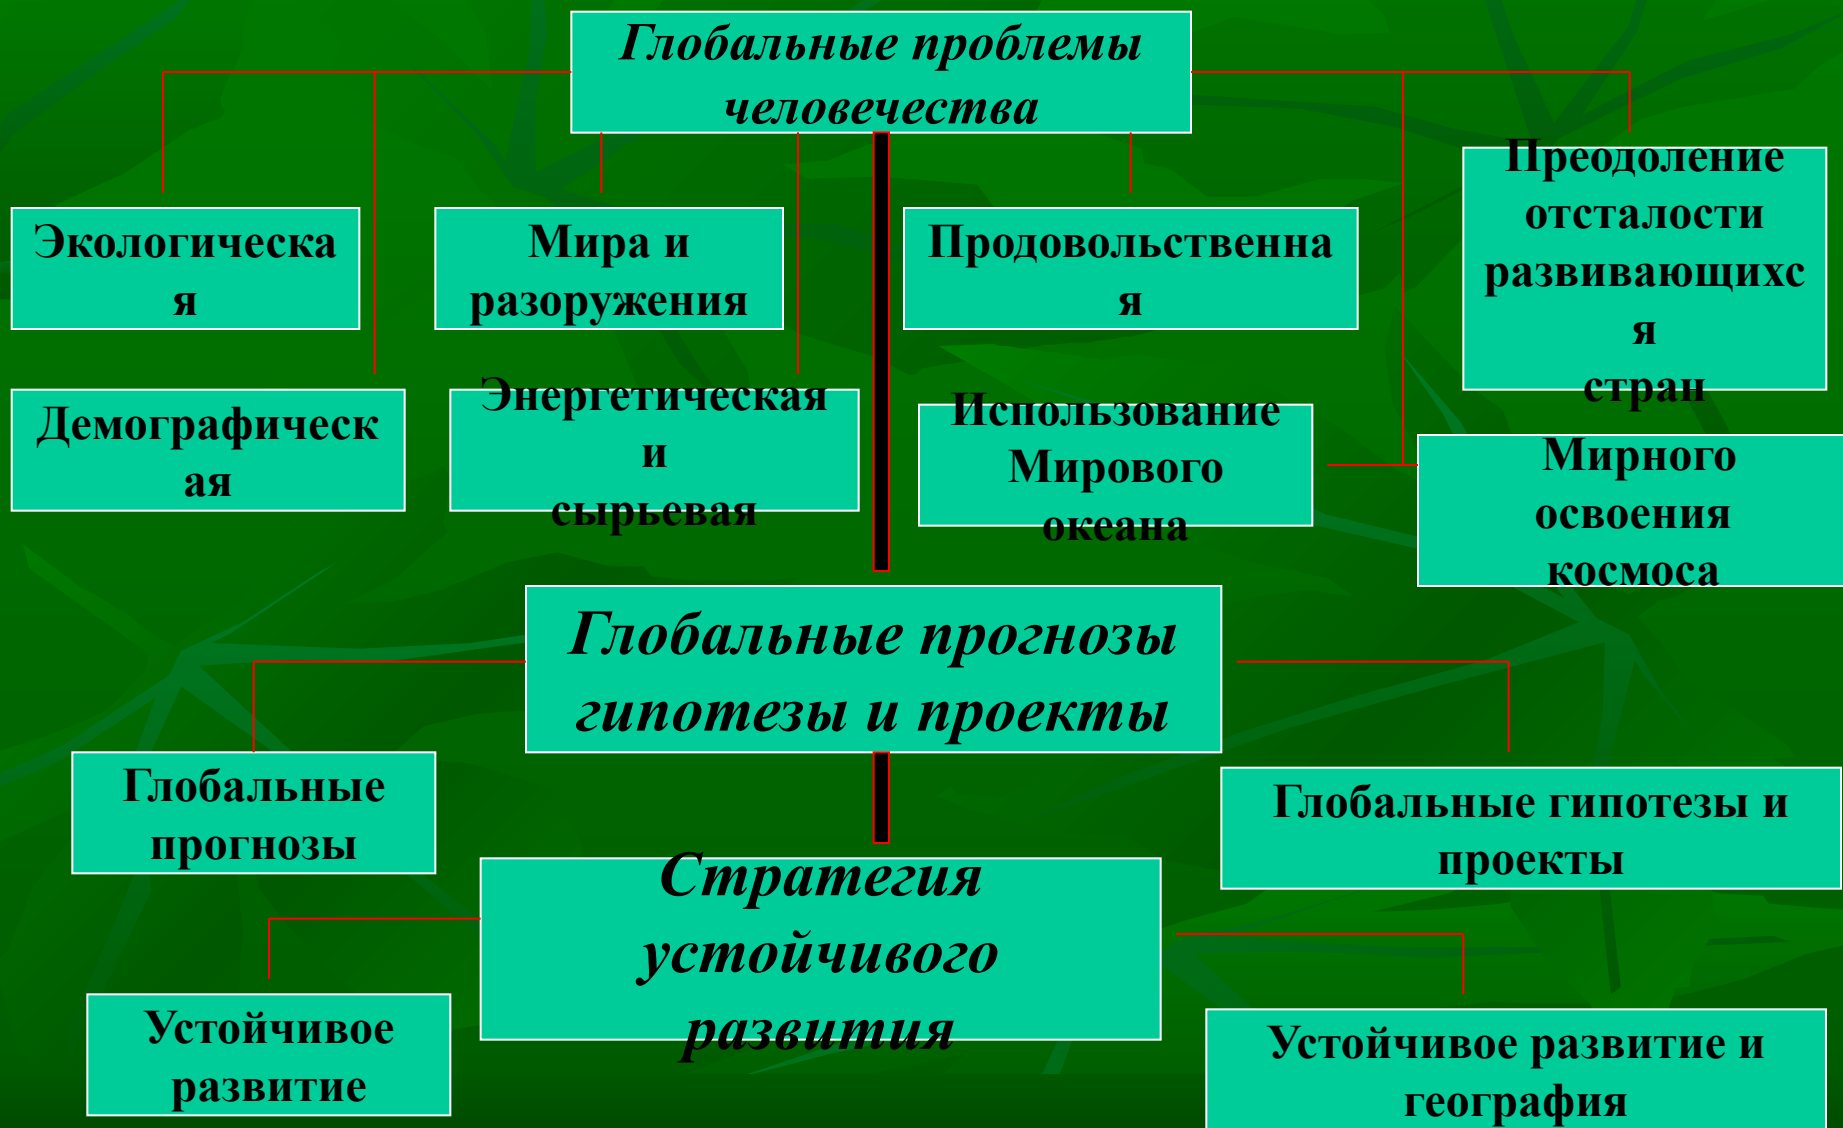 Глобальные проблемы
человечества
Экологическа
я
Мира и
разоружения
Продовольственна
я
Преодоление
отсталости
развивающихс
я
стран
Демографическ
ая
Энергетическая
и
сырьевая
Использование
Мирового
океана
Мирного
освоения
космоса
Глобальные прогнозы
гипотезы и проекты
Глобальные
прогнозы
Глобальные гипотезы и
проекты
Стратегия
устойчивого
развития
Устойчивое
развитие
Устойчивое развитие и
география